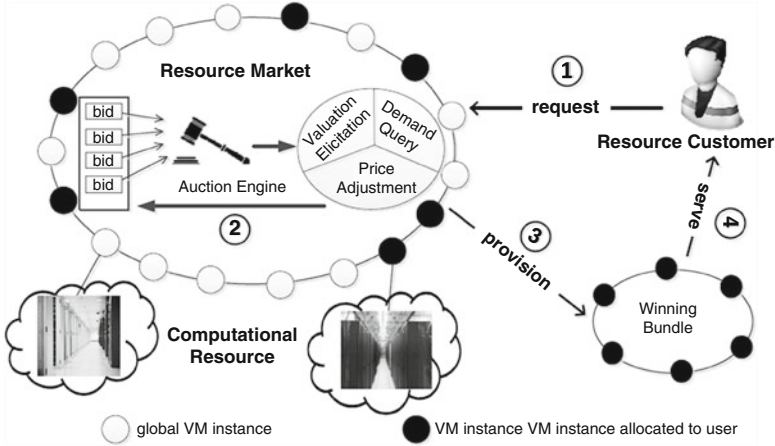 Resource Market
1
request
Resource Customer
bid
bid
bid
bid
Auction Engine
Valuation
Elicitation
Demand
Query
Price
Adjustment
2
3
provision
4
serve
Winning
Bundle
Computational
Resource
global VM instance
VM instance VM instance allocated to user